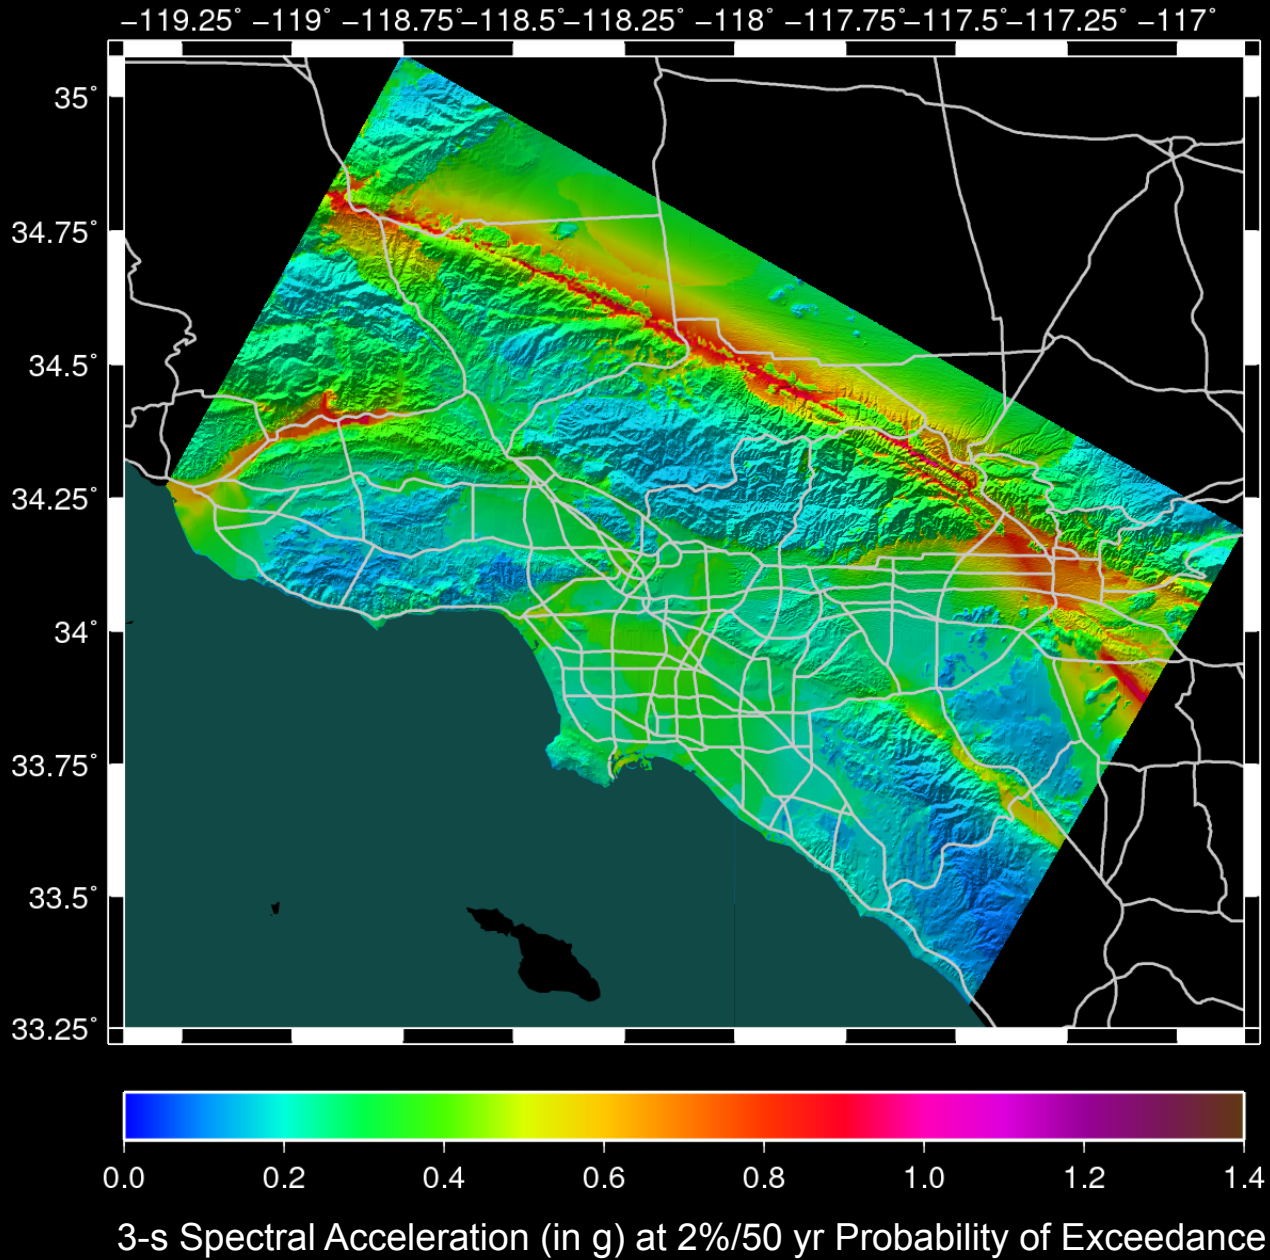 −119.25˚ −119˚ −118.75˚ −118.5˚ −118.25˚ −118˚ −117.75˚ −117.5˚ −117.25˚ −117˚
35˚
34.75˚
34.5˚
34.25˚
34˚
33.75˚
33.5˚
33.25˚
0.0 0.2 0.4 0.6 0.8 1.0 1.2 1.4
3-s Spectral Acceleration (in g) at 2%/50 yr Probability of Exceedance